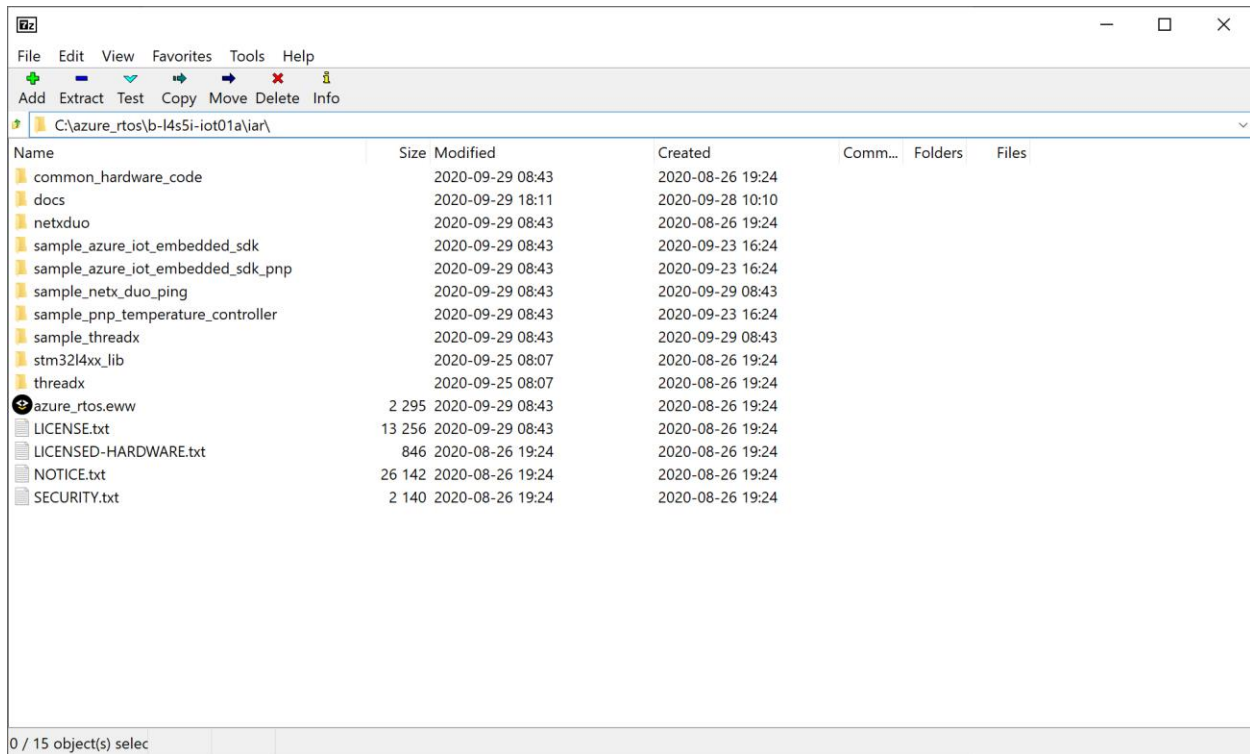 7z
File Edit View Favorites Tools Help
Add Extract Test Copy Move Delete Info
C:\azure_rtos\b-l4s5i-iot01a\iar\
Name Size Modified Created Comm... Folders Files
common_hardware_code 2020-09-29 08:43 2020-08-26 19:24
docs 2020-09-29 18:11 2020-09-28 10:10
netxduo 2020-09-29 08:43 2020-08-26 19:24
sample_azure_iot_embedded_sdk 2020-09-29 08:43 2020-09-23 16:24
sample_azure_iot_embedded_sdk_pnp 2020-09-29 08:43 2020-09-23 16:24
sample_netx_duo_ping 2020-09-29 08:43 2020-09-29 08:43
sample_pnp_temperature_controller 2020-09-29 08:43 2020-09-23 16:24
sample_threadx 2020-09-29 08:43 2020-09-29 08:43
stm32l4xx_lib 2020-09-25 08:07 2020-08-26 19:24
threadx 2020-09-25 08:07 2020-08-26 19:24
azure_rtos.eww 2 295 2020-09-29 08:43 2020-08-26 19:24
LICENSE.txt 13 256 2020-09-29 08:43 2020-08-26 19:24
LICENSED-HARDWARE.txt 846 2020-08-26 19:24 2020-08-26 19:24
NOTICE.txt 26 142 2020-08-26 19:24 2020-08-26 19:24
SECURITY.txt 2 140 2020-08-26 19:24 2020-08-26 19:24
0 / 15 object(s) selec